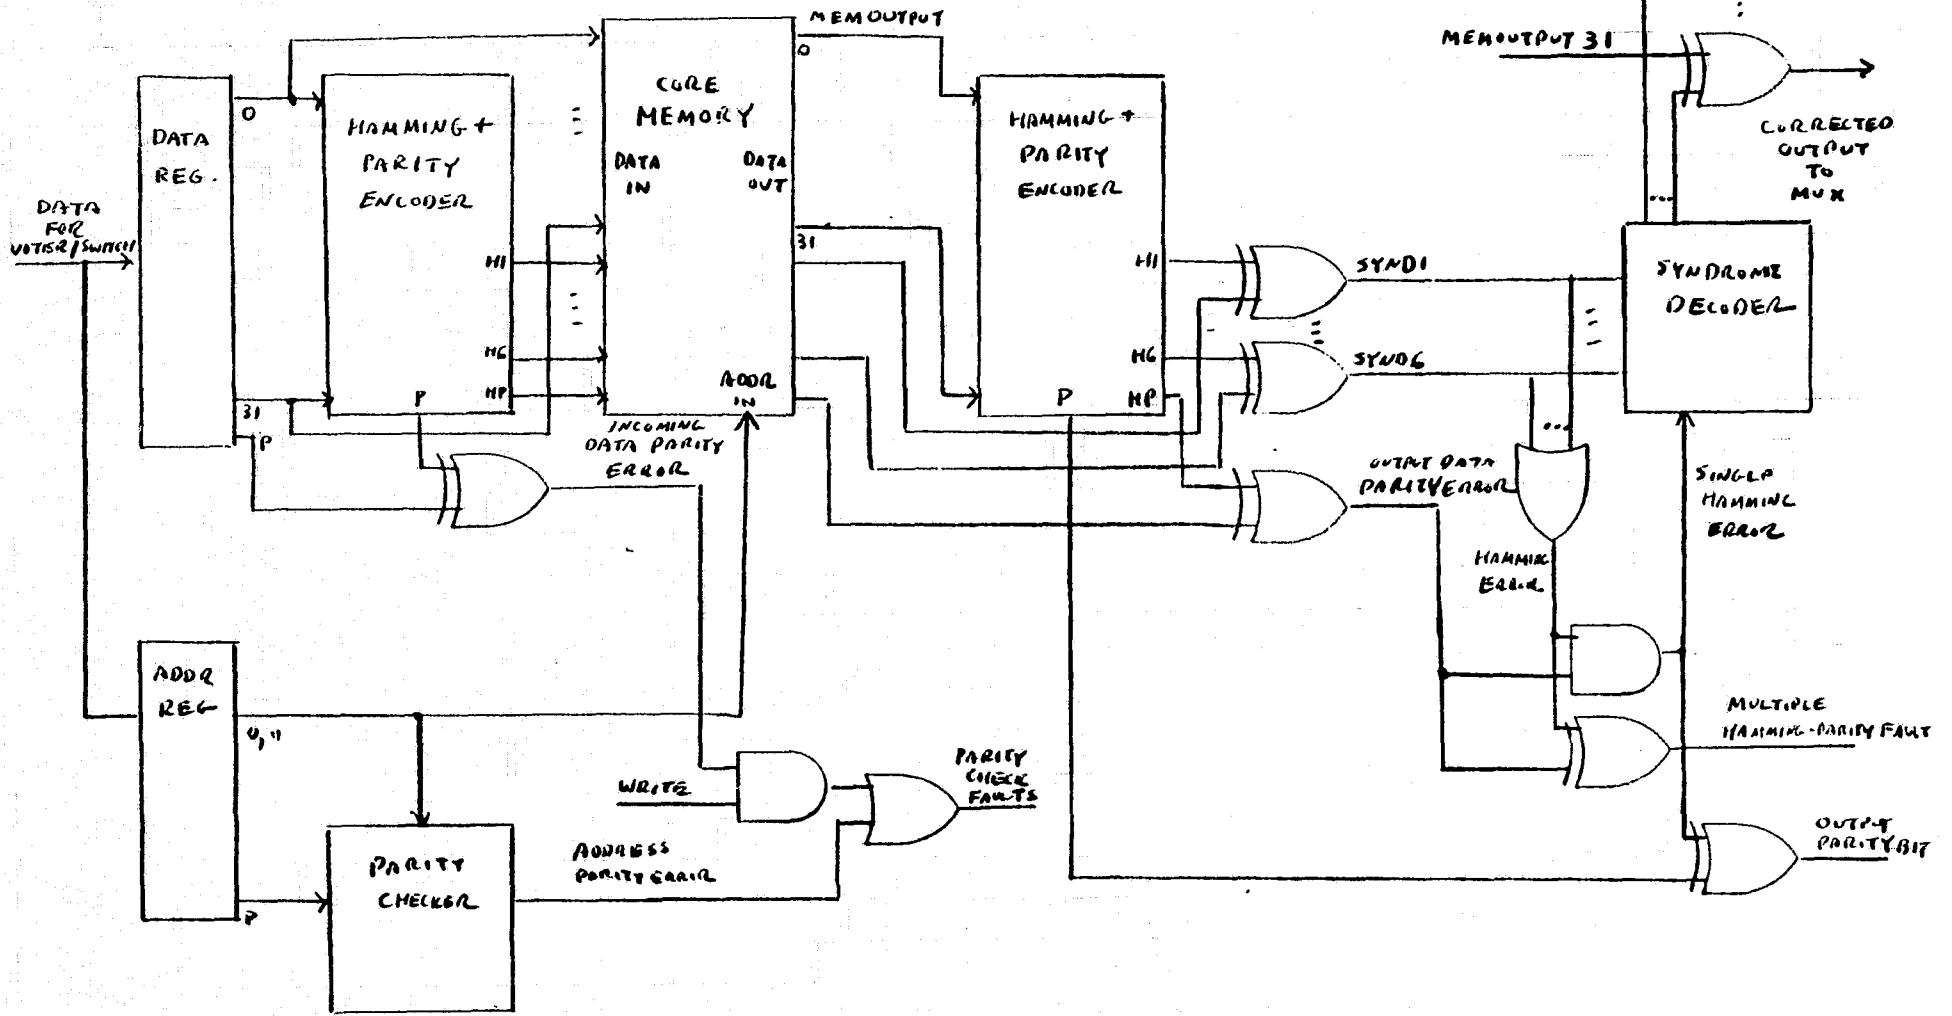 DATA
FOR
VOTER/SWITCH
DATA
REG.
0
31
P
HAMMING +
PARITY
ENCODER
H1
H6
HP
P
CORE
MEMORY
DATA
IN
DATA
OUT
ADDR
IN
MEMOUTPUT
0
31
INCOMING
DATA PARITY
ERROR
HAMMING +
PARITY
ENCODER
H1
H6
HP
P
SYND1
SYND6
OUTPUT DATA
PARITY ERROR
MEMOUTPUT 31
CORRECTED
OUTPUT
TO
MUX
SYNDROME
DECODER
SINGLE
HAMMING
ERROR
HAMMING
ERROR
MULTIPLE
HAMMING-PARITY FAULT
OUTPUT
PARITY BIT
ADDR
REG
P
PARITY
CHECKER
WRITE
ADDRESS
PARITY ERROR
PARITY
CHECK
FAULTS